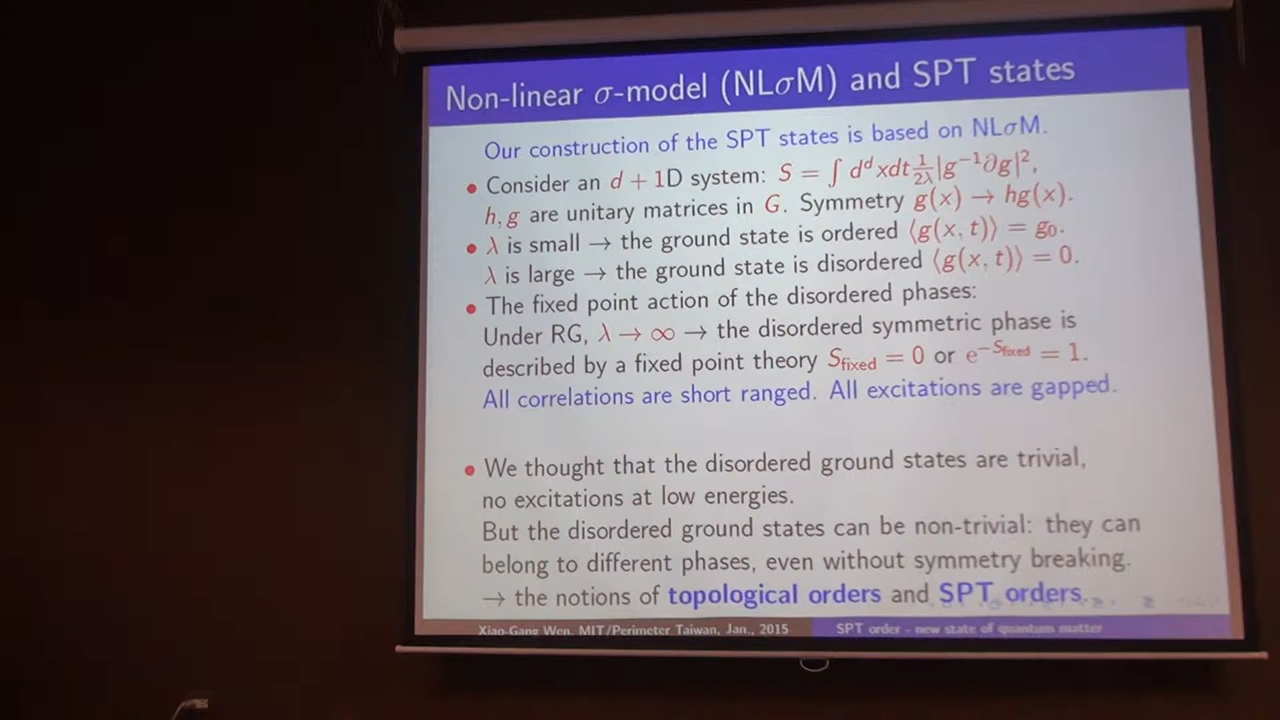 Non-linear σ-model (NLσM) and SPT states
Our construction of the SPT states is based on NLσM.
• Consider an d + 1D system: S = ∫ d^d xdt 1/2λ |g^−1∂g|^2,
h, g are unitary matrices in G. Symmetry g(x) → hg(x).
• λ is small → the ground state is ordered ⟨g(x, t)⟩ = g₀.
λ is large → the ground state is disordered ⟨g(x, t)⟩ = 0.
• The fixed point action of the disordered phases:
Under RG, λ → ∞ → the disordered symmetric phase is
described by a fixed point theory S_fixed = 0 or e^−S_fixed = 1.
All correlations are short ranged. All excitations are gapped.
• We thought that the disordered ground states are trivial,
no excitations at low energies.
But the disordered ground states can be non-trivial: they can
belong to different phases, even without symmetry breaking.
→ the notions of topological orders and SPT orders.
Xiao-Gang Wen, MIT/Perimeter Taiwan, Jan., 2015 SPT order - new state of quantum matter